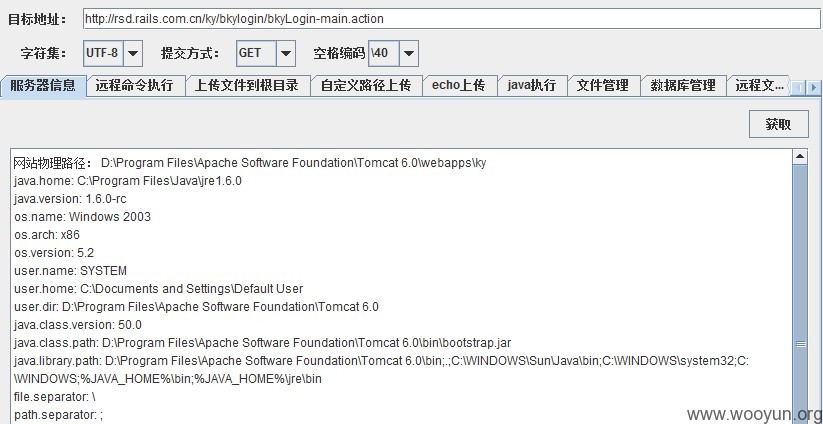 目标地址： http://rsd.rails.com.cn/ky/bkylogin/bkyLogin-main.action
字符集： UTF-8 提交方式： GET 空格编码 \40
服务器信息 远程命令执行 上传文件到根目录 自定义路径上传 echo上传 java执行 文件管理 数据库管理 远程文...
获取
网站物理路径： D:\Program Files\Apache Software Foundation\Tomcat 6.0\webapps\ky
java.home: C:\Program Files\Java\jre1.6.0
java.version: 1.6.0-rc
os.name: Windows 2003
os.arch: x86
os.version: 5.2
user.name: SYSTEM
user.home: C:\Documents and Settings\Default User
user.dir: D:\Program Files\Apache Software Foundation\Tomcat 6.0
java.class.version: 50.0
java.class.path: D:\Program Files\Apache Software Foundation\Tomcat 6.0\bin\bootstrap.jar
java.library.path: D:\Program Files\Apache Software Foundation\Tomcat 6.0\bin;.;C:\WINDOWS\Sun\Java\bin;C:\WINDOWS\system32;C:
\WINDOWS;%JAVA_HOME%\bin;%JAVA_HOME%\jre\bin
file.separator: \
path.separator: ;
www.wooyun.org